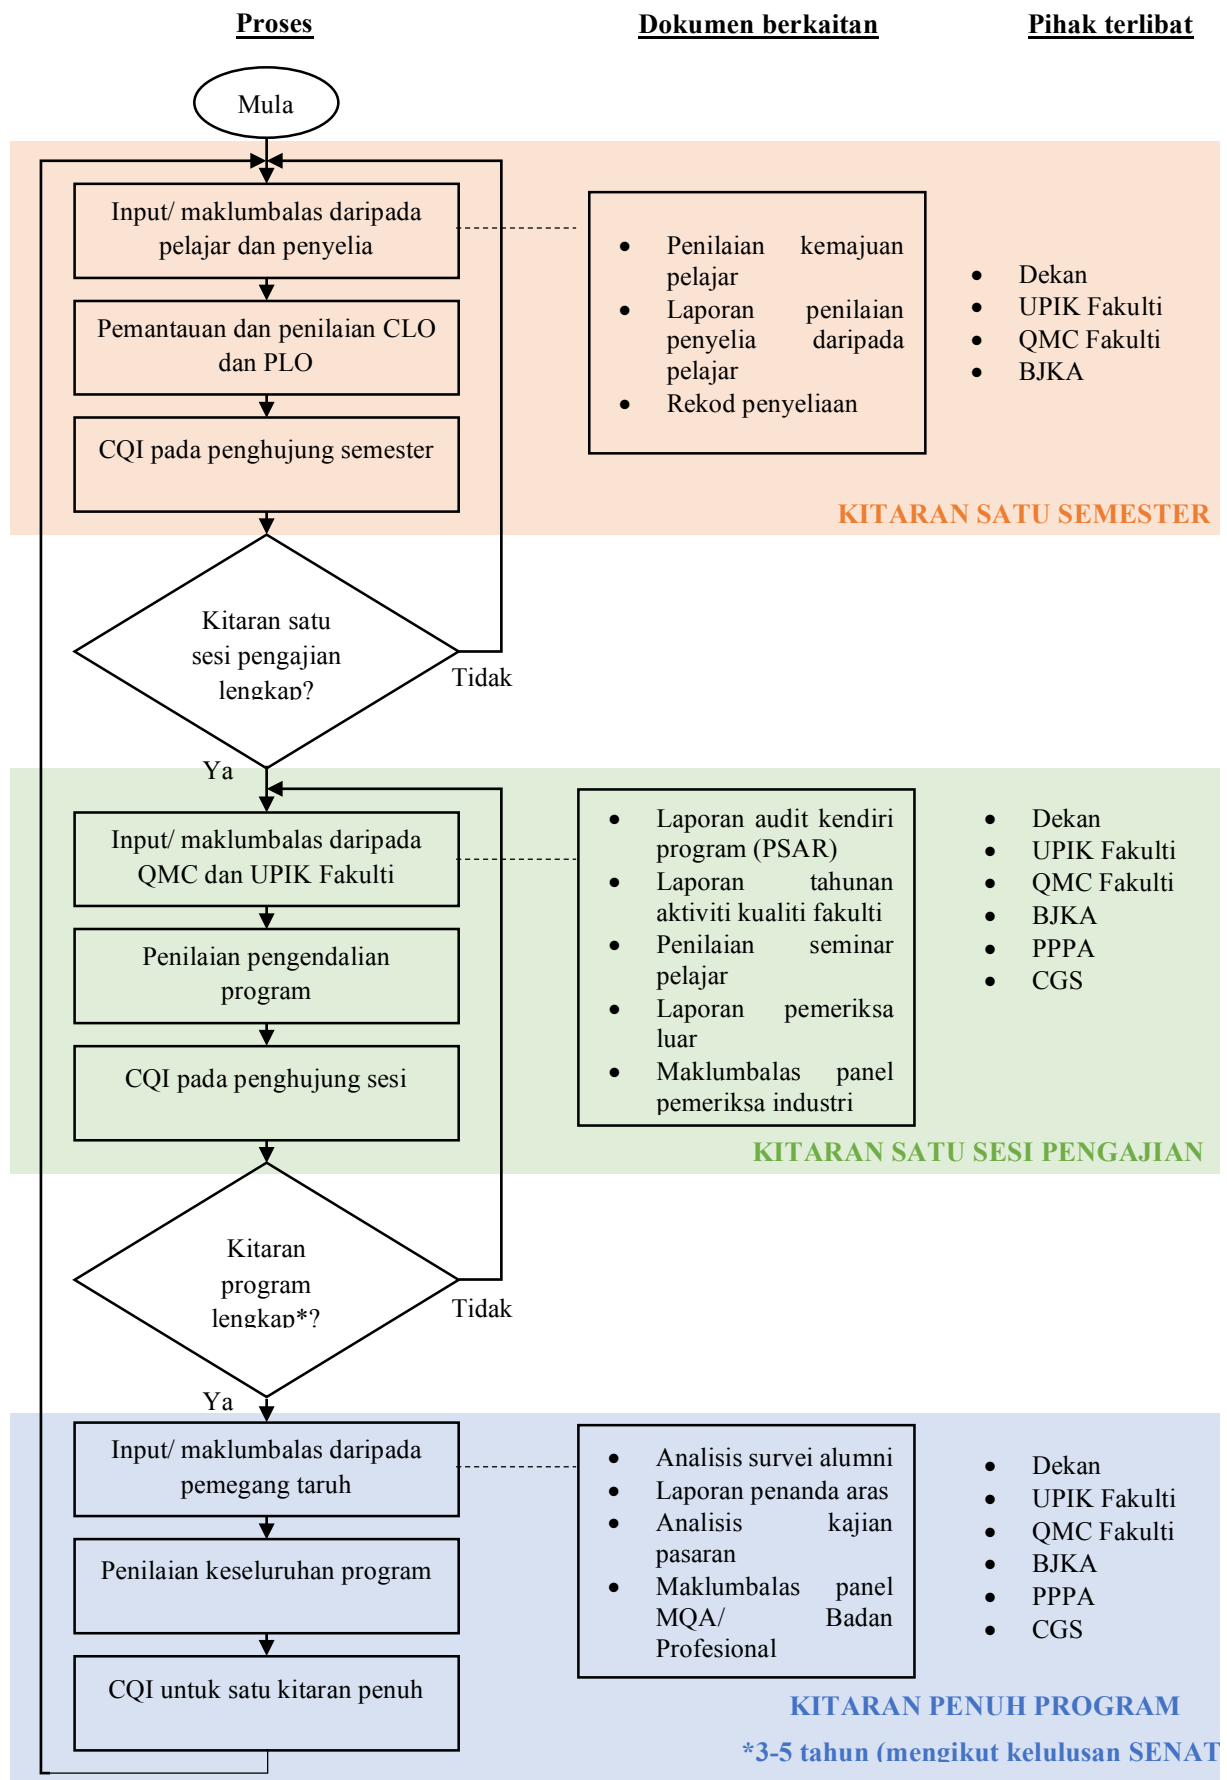 Proses
Dokumen berkaitan
Pihak terlibat
Mula
Input/ maklumbalas daripada
pelajar dan penyelia
Pemantauan dan penilaian CLO
dan PLO
CQI pada penghujung semester
• Penilaian kemajuan
pelajar
• Laporan penilaian
penyelia daripada
pelajar
• Rekod penyeliaan
• Dekan
• UPIK Fakulti
• QMC Fakulti
• BJKA
KITARAN SATU SEMESTER
Kitaran satu
sesi pengajian
lengkap?
Tidak
Ya
Input/ maklumbalas daripada
QMC dan UPIK Fakulti
Penilaian pengendalian
program
CQI pada penghujung sesi
• Laporan audit kendiri
program (PSAR)
• Laporan tahunan
aktiviti kualiti fakulti
• Penilaian seminar
pelajar
• Laporan pemeriksa
luar
• Maklumbalas panel
pemeriksa industri
• Dekan
• UPIK Fakulti
• QMC Fakulti
• BJKA
• PPPA
• CGS
KITARAN SATU SESI PENGAJIAN
Kitaran
program
lengkap*?
Tidak
Ya
Input/ maklumbalas daripada
pemegang taruh
Penilaian keseluruhan program
CQI untuk satu kitaran penuh
• Analisis survei alumni
• Laporan penanda aras
• Analisis kajian
pasaran
• Maklumbalas panel
MQA/ Badan
Profesional
• Dekan
• UPIK Fakulti
• QMC Fakulti
• BJKA
• PPPA
• CGS
KITARAN PENUH PROGRAM
*3-5 tahun (mengikut kelulusan SENAT